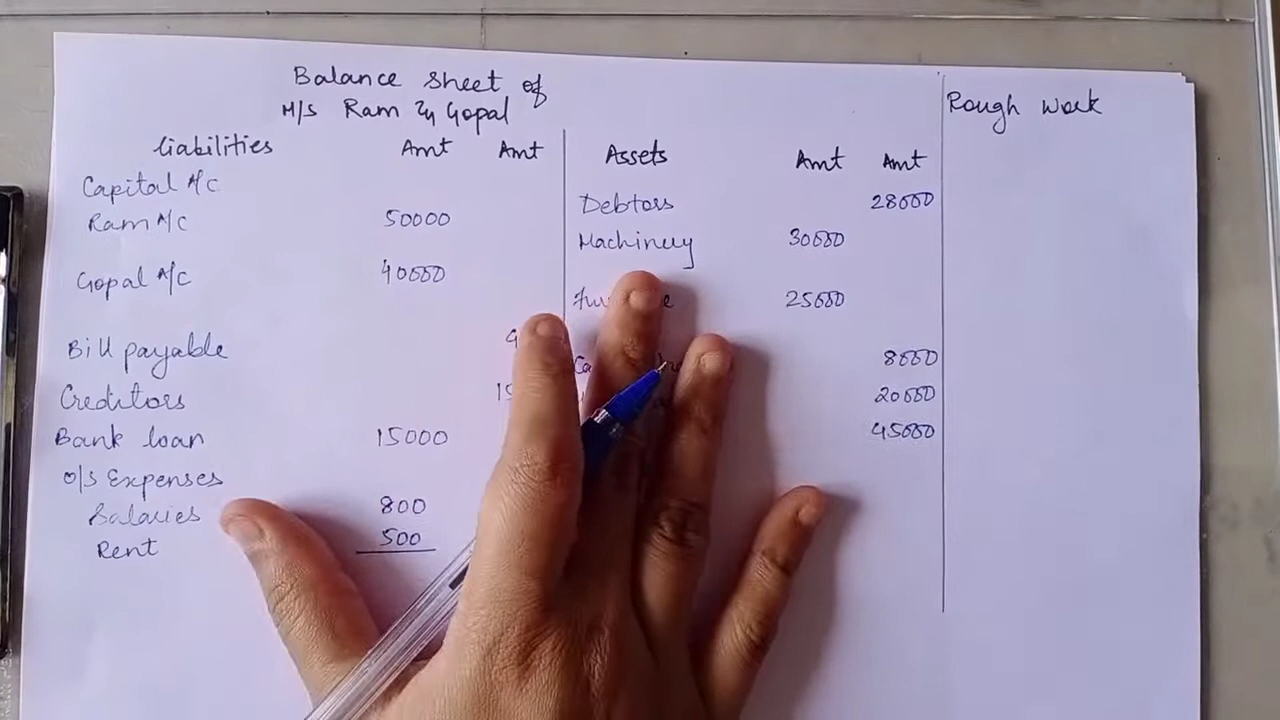 Balance Sheet of
M/S Ram & Gopal
Rough Work
Liabilities Amt Amt Assets Amt Amt
Capital A/c
Ram A/c 50000
Gopal A/c 40000
Bill payable
Creditors
Bank loan 15000
O/S Expenses
Salaries 800
Rent 500
Debtors 28000
Machinery 30000
25000
8000
20000
45000